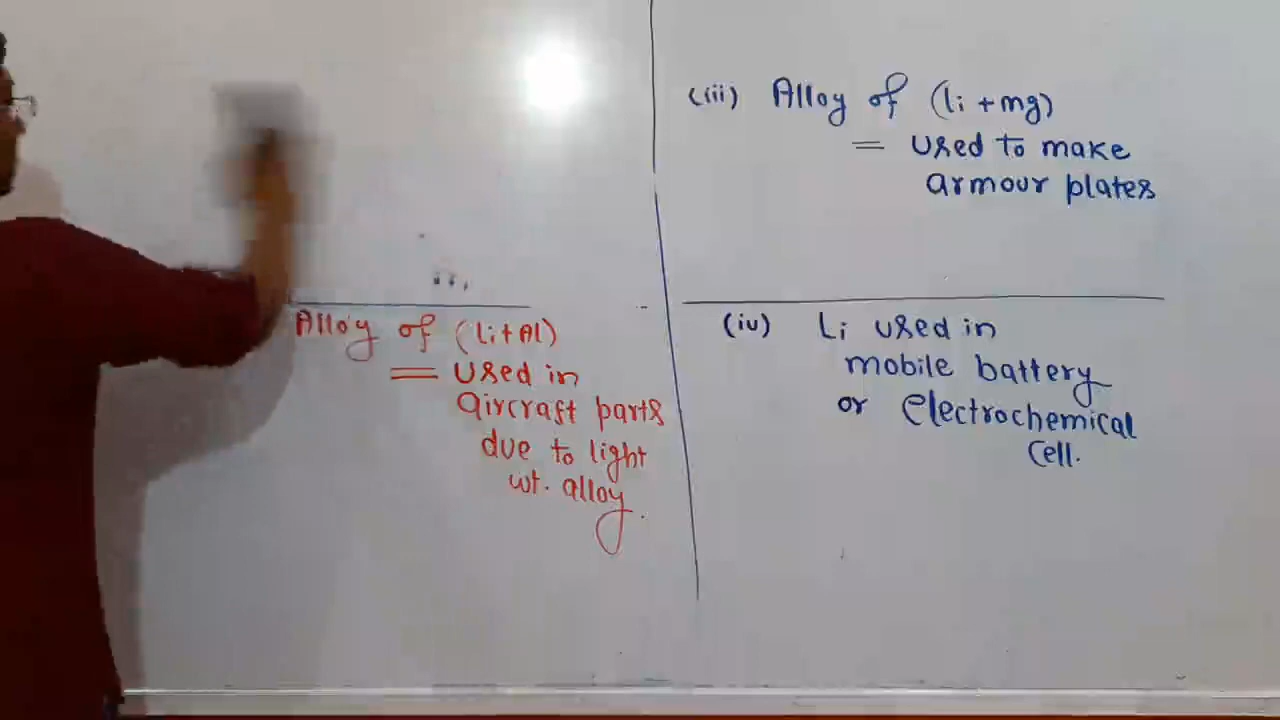 Alloy of (Li+Al)
= used in
aircraft parts
due to light
wt. alloy.
(iii) Alloy of (Li +mg)
= used to make
armour plates
(iv) Li used in
mobile battery
or Electrochemical
Cell.